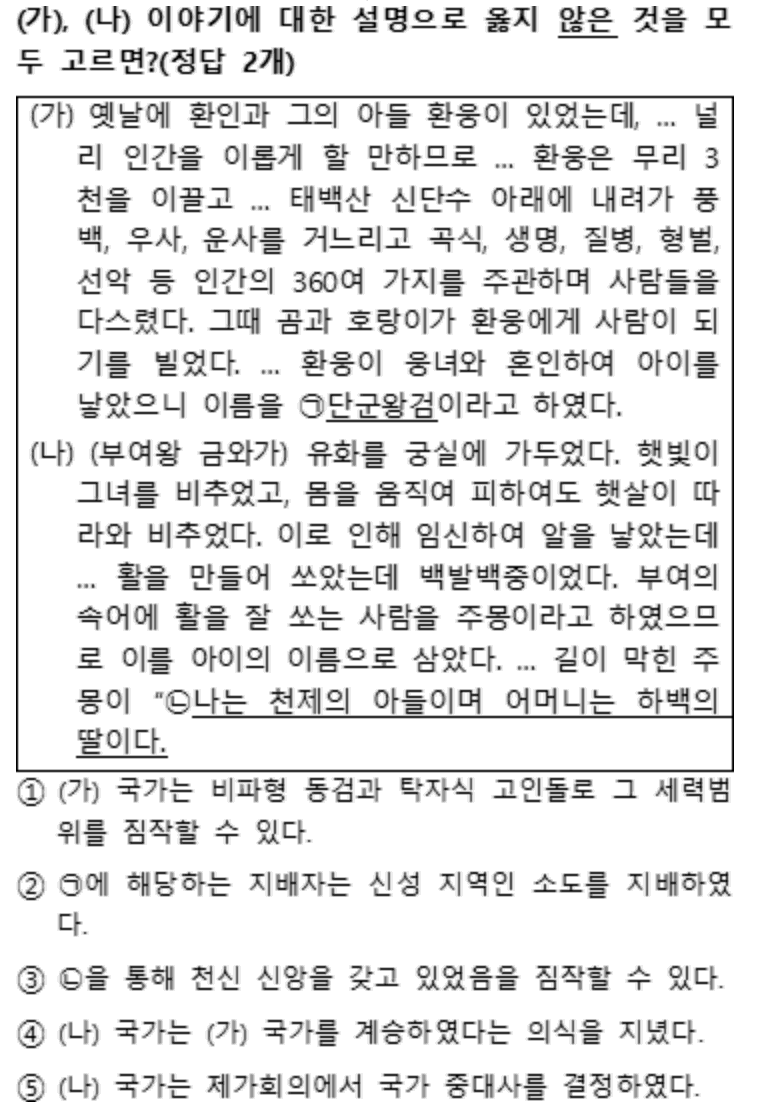 (가), (나) 이야기에 대한 설명으로 옳지 않은 것을 모
두 고르면?(정답 2개)
(가) 옛날에 환인과 그의 아들 환웅이 있었는데, ... 널
리 인간을 이롭게 할 만하므로 ... 환웅은 무리 3
천을 이끌고 ... 태백산 신단수 아래에 내려가 풍
백, 우사, 운사를 거느리고 곡식, 생명, 질병, 형벌,
선악 등 인간의 360여 가지를 주관하며 사람들을
다스렸다. 그때 곰과 호랑이가 환웅에게 사람이 되
기를 빌었다. ... 환웅이 웅녀와 혼인하여 아이를
낳았으니 이름을 ㉠단군왕검이라고 하였다.
(나) (부여왕 금와가) 유화를 궁실에 가두었다. 햇빛이
그녀를 비추었고, 몸을 움직여 피하여도 햇살이 따
라와 비추었다. 이로 인해 임신하여 알을 낳았는데
... 활을 만들어 쏘았는데 백발백중이었다. 부여의
속어에 활을 잘 쏘는 사람을 주몽이라고 하였으므
로 이를 아이의 이름으로 삼았다. ... 길이 막힌 주
몽이 “㉡나는 천제의 아들이며 어머니는 하백의
딸이다.
① (가) 국가는 비파형 동검과 탁자식 고인돌로 그 세력범
위를 짐작할 수 있다.
② ㉠에 해당하는 지배자는 신성 지역인 소도를 지배하였
다.
③ ㉡을 통해 천신 신앙을 갖고 있었음을 짐작할 수 있다.
④ (나) 국가는 (가) 국가를 계승하였다는 의식을 지녔다.
⑤ (나) 국가는 제가회의에서 국가 중대사를 결정하였다.